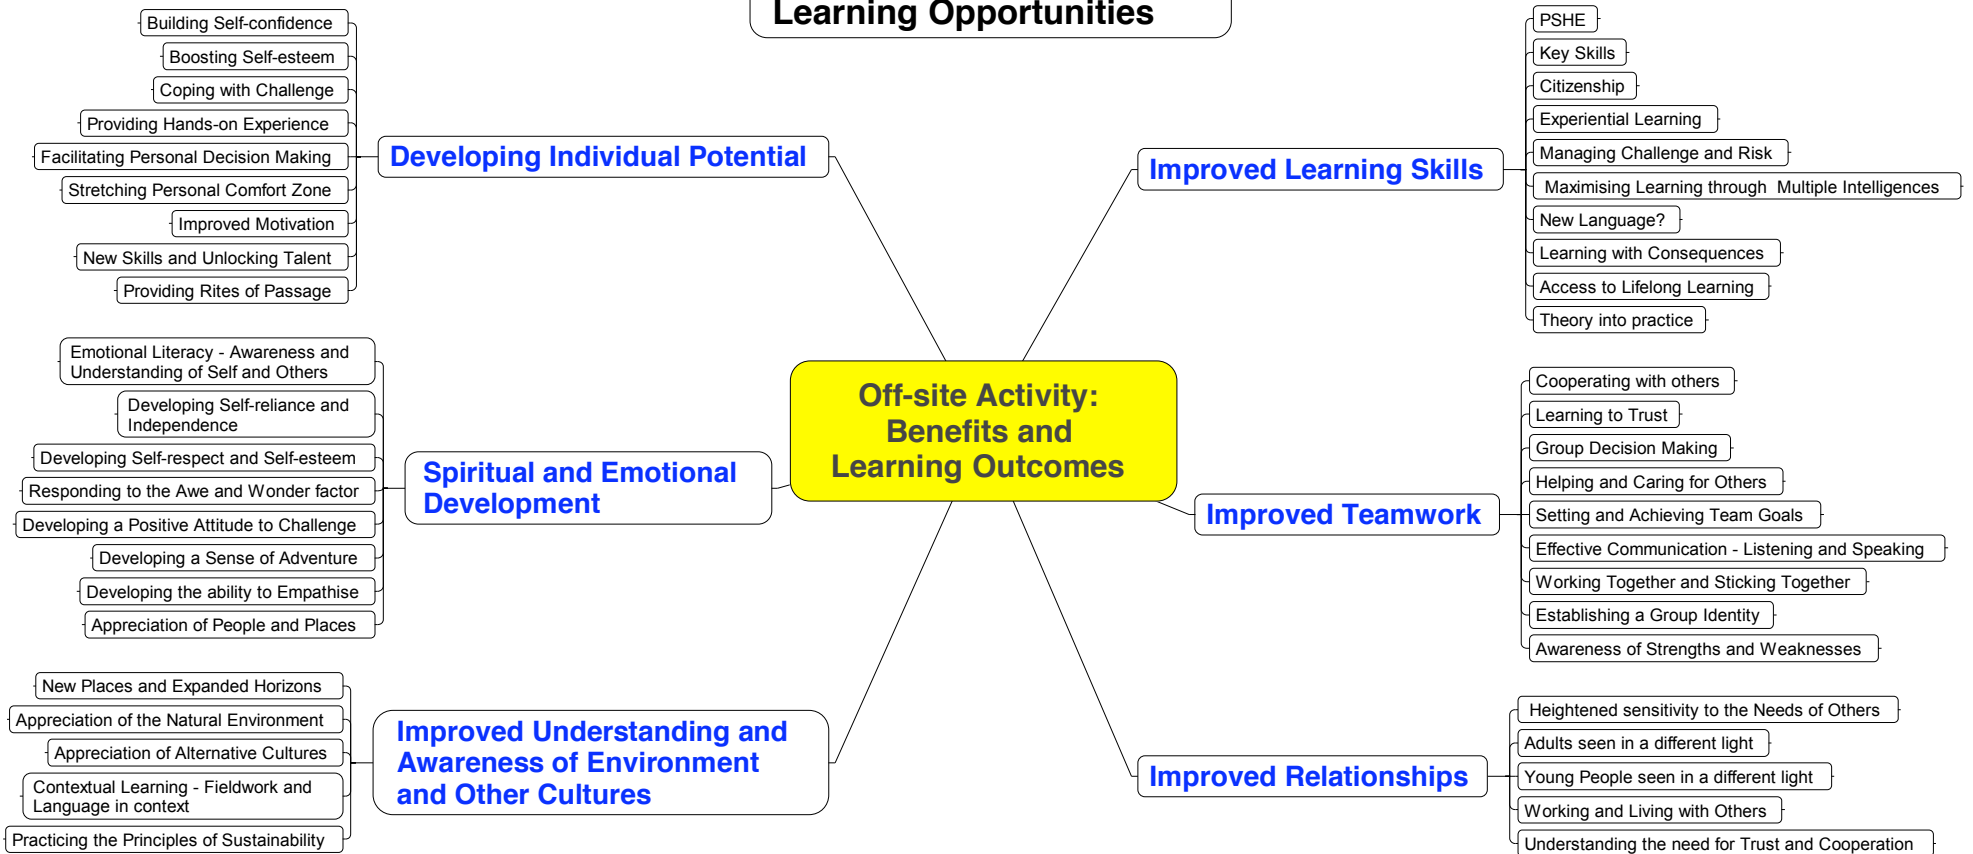 Learning Opportunities
Building Self-confidence
Boosting Self-esteem
Coping with Challenge
Providing Hands-on Experience
Facilitating Personal Decision Making
Stretching Personal Comfort Zone
Improved Motivation
New Skills and Unlocking Talent
Providing Rites of Passage
Developing Individual Potential
Emotional Literacy - Awareness and
Understanding of Self and Others
Developing Self-reliance and
Independence
Developing Self-respect and Self-esteem
Responding to the Awe and Wonder factor
Developing a Positive Attitude to Challenge
Developing a Sense of Adventure
Developing the ability to Empathise
Appreciation of People and Places
Spiritual and Emotional
Development
New Places and Expanded Horizons
Appreciation of the Natural Environment
Appreciation of Alternative Cultures
Contextual Learning - Fieldwork and
Language in context
Practicing the Principles of Sustainability
Improved Understanding and
Awareness of Environment
and Other Cultures
Off-site Activity:
Benefits and
Learning Outcomes
Improved Learning Skills
PSHE
Key Skills
Citizenship
Experiential Learning
Managing Challenge and Risk
Maximising Learning through Multiple Intelligences
New Language?
Learning with Consequences
Access to Lifelong Learning
Theory into practice
Improved Teamwork
Cooperating with others
Learning to Trust
Group Decision Making
Helping and Caring for Others
Setting and Achieving Team Goals
Effective Communication - Listening and Speaking
Working Together and Sticking Together
Establishing a Group Identity
Awareness of Strengths and Weaknesses
Improved Relationships
Heightened sensitivity to the Needs of Others
Adults seen in a different light
Young People seen in a different light
Working and Living with Others
Understanding the need for Trust and Cooperation